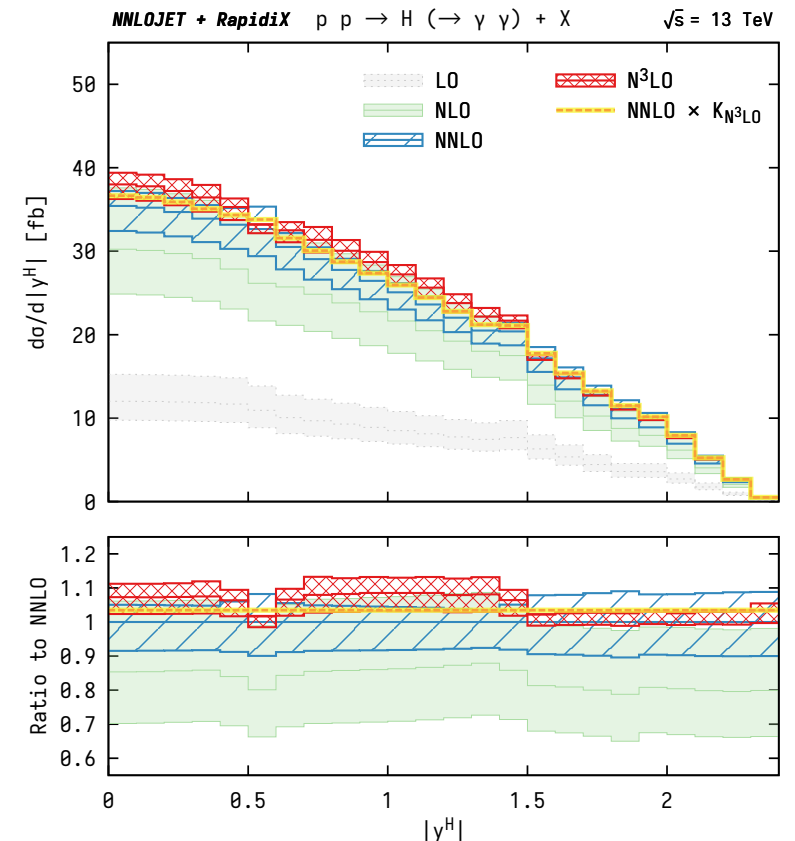 NNLOJET + RapidiX p p → H (→ γ γ) + X √s = 13 TeV
LO
NLO
NNLO
N³LO
NNLO × K_N³LO
dσ/d|yᴴ| [fb]
50
40
30
20
10
0
Ratio to NNLO
1.2
1.1
1
0.9
0.8
0.7
0.6
0 0.5 1 1.5 2
|yᴴ|